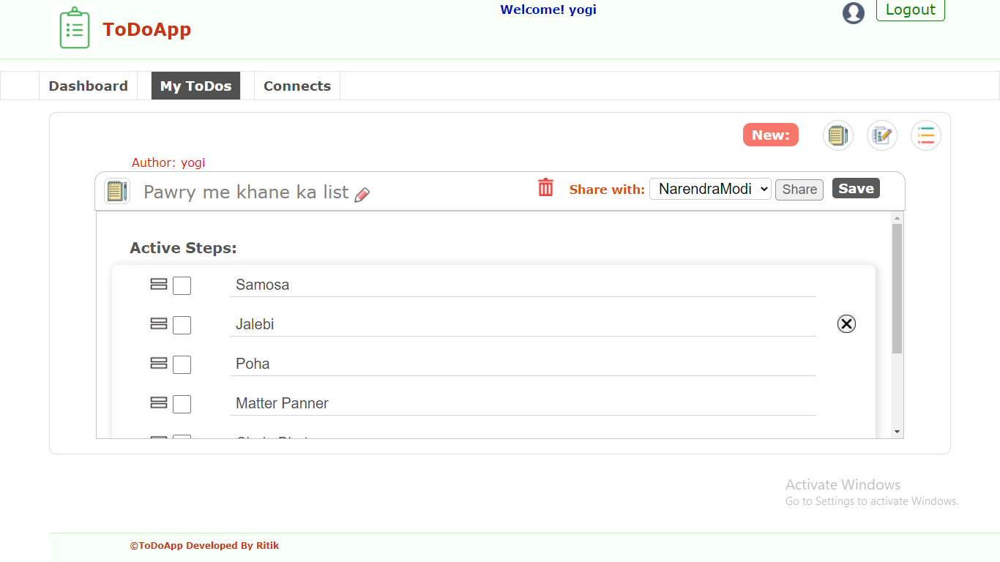 Welcome! yogi
Logout
ToDoApp
Dashboard
My ToDos
Connects
New:
Author: yogi
Pawry me khane ka list
Share with:
NarendraModi
Share
Save
Active Steps:
Samosa
Jalebi
Poha
Matter Panner
Activate Windows
Go to Settings to activate Windows.
©ToDoApp Developed By Ritik